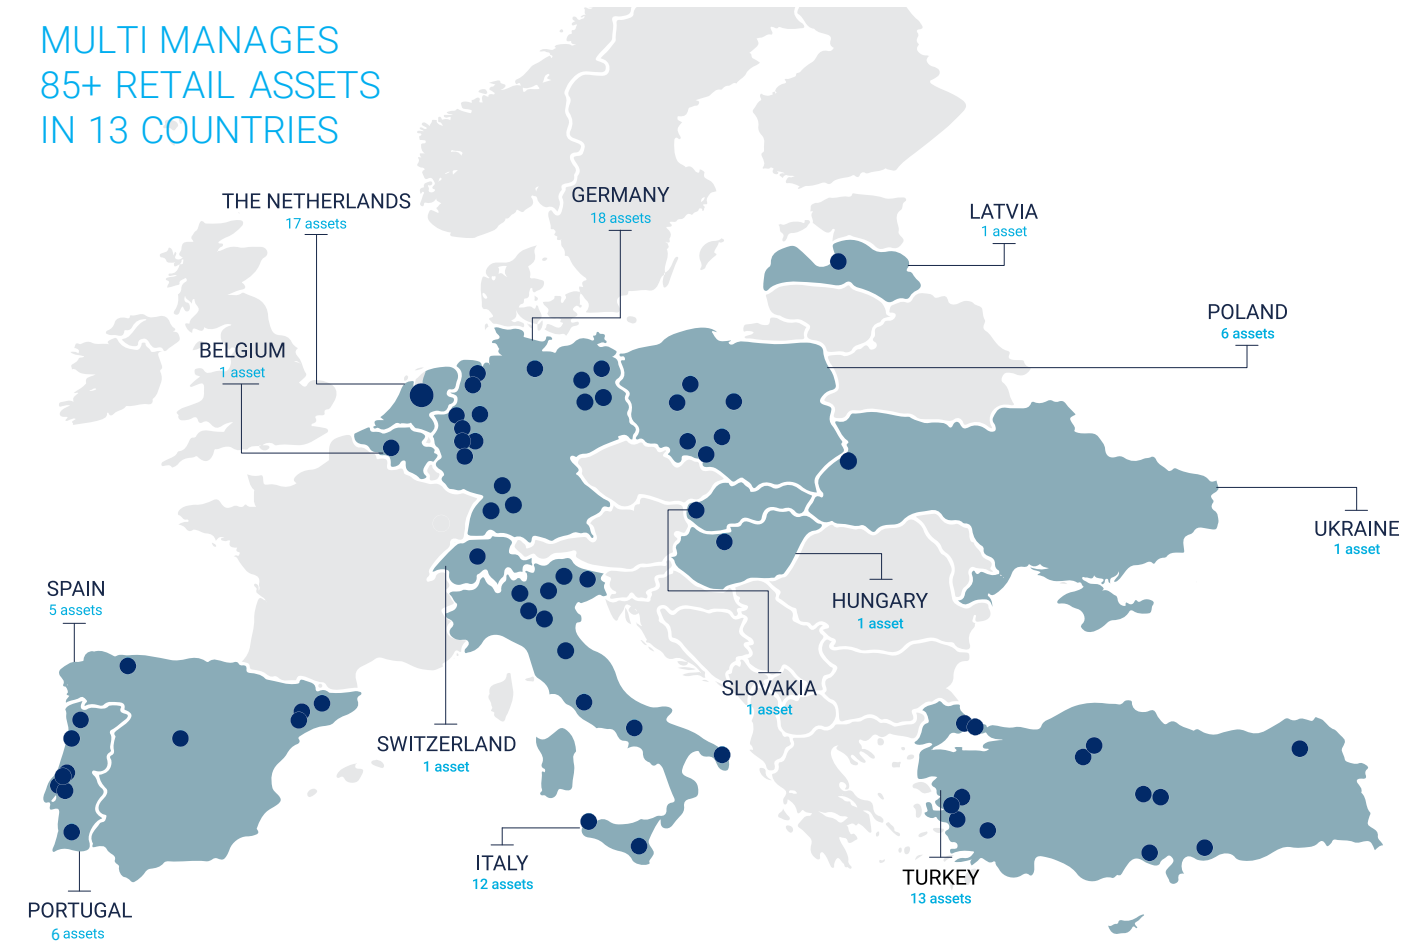 MULTI MANAGES
85+ RETAIL ASSETS
IN 13 COUNTRIES
THE NETHERLANDS
17 assets
GERMANY
18 assets
LATVIA
1 asset
POLAND
6 assets
BELGIUM
1 asset
UKRAINE
1 asset
SPAIN
5 assets
HUNGARY
1 asset
SLOVAKIA
1 asset
SWITZERLAND
1 asset
ITALY
12 assets
TURKEY
13 assets
PORTUGAL
6 assets